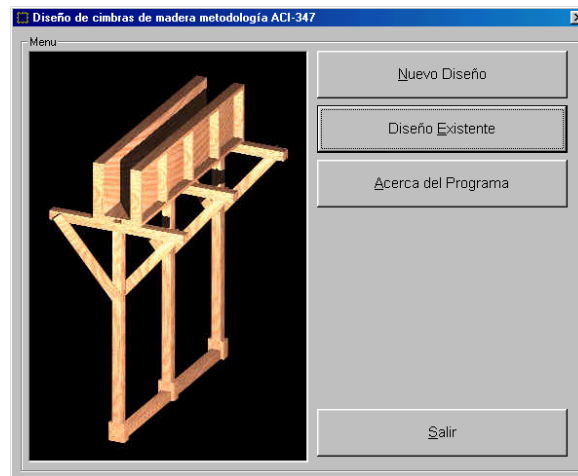 Diseño de cimbras de madera metodología ACI-347
Menu
Nuevo Diseño
Diseño Existente
Acerca del Programa
Salir